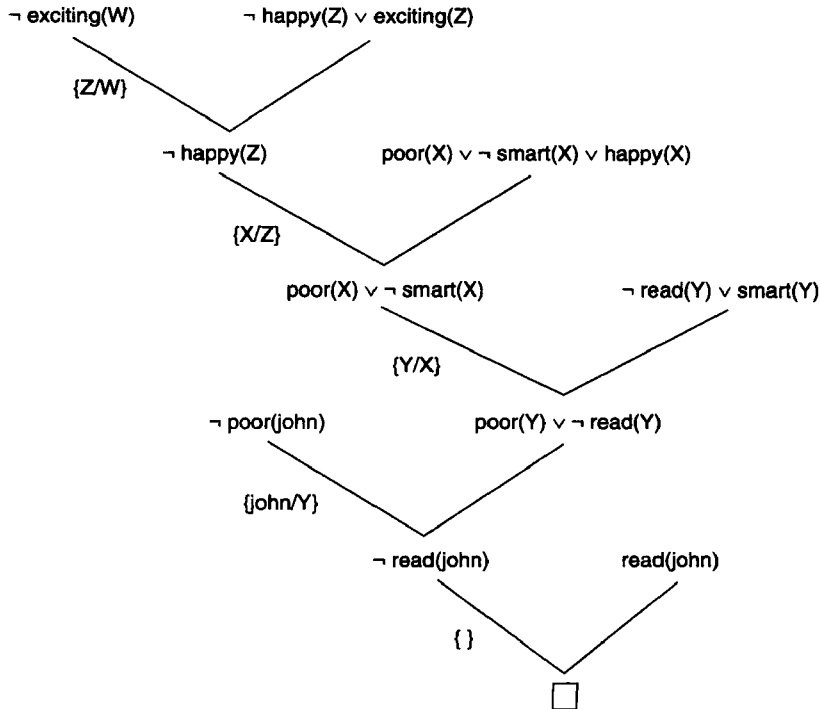 ¬ exciting(W) ¬ happy(Z) ∨ exciting(Z)
{Z/W}
¬ happy(Z) poor(X) ∨ ¬ smart(X) ∨ happy(X)
{X/Z}
poor(X) ∨ ¬ smart(X) ¬ read(Y) ∨ smart(Y)
{Y/X}
¬ poor(john) poor(Y) ∨ ¬ read(Y)
{john/Y}
¬ read(john) read(john)
{ }